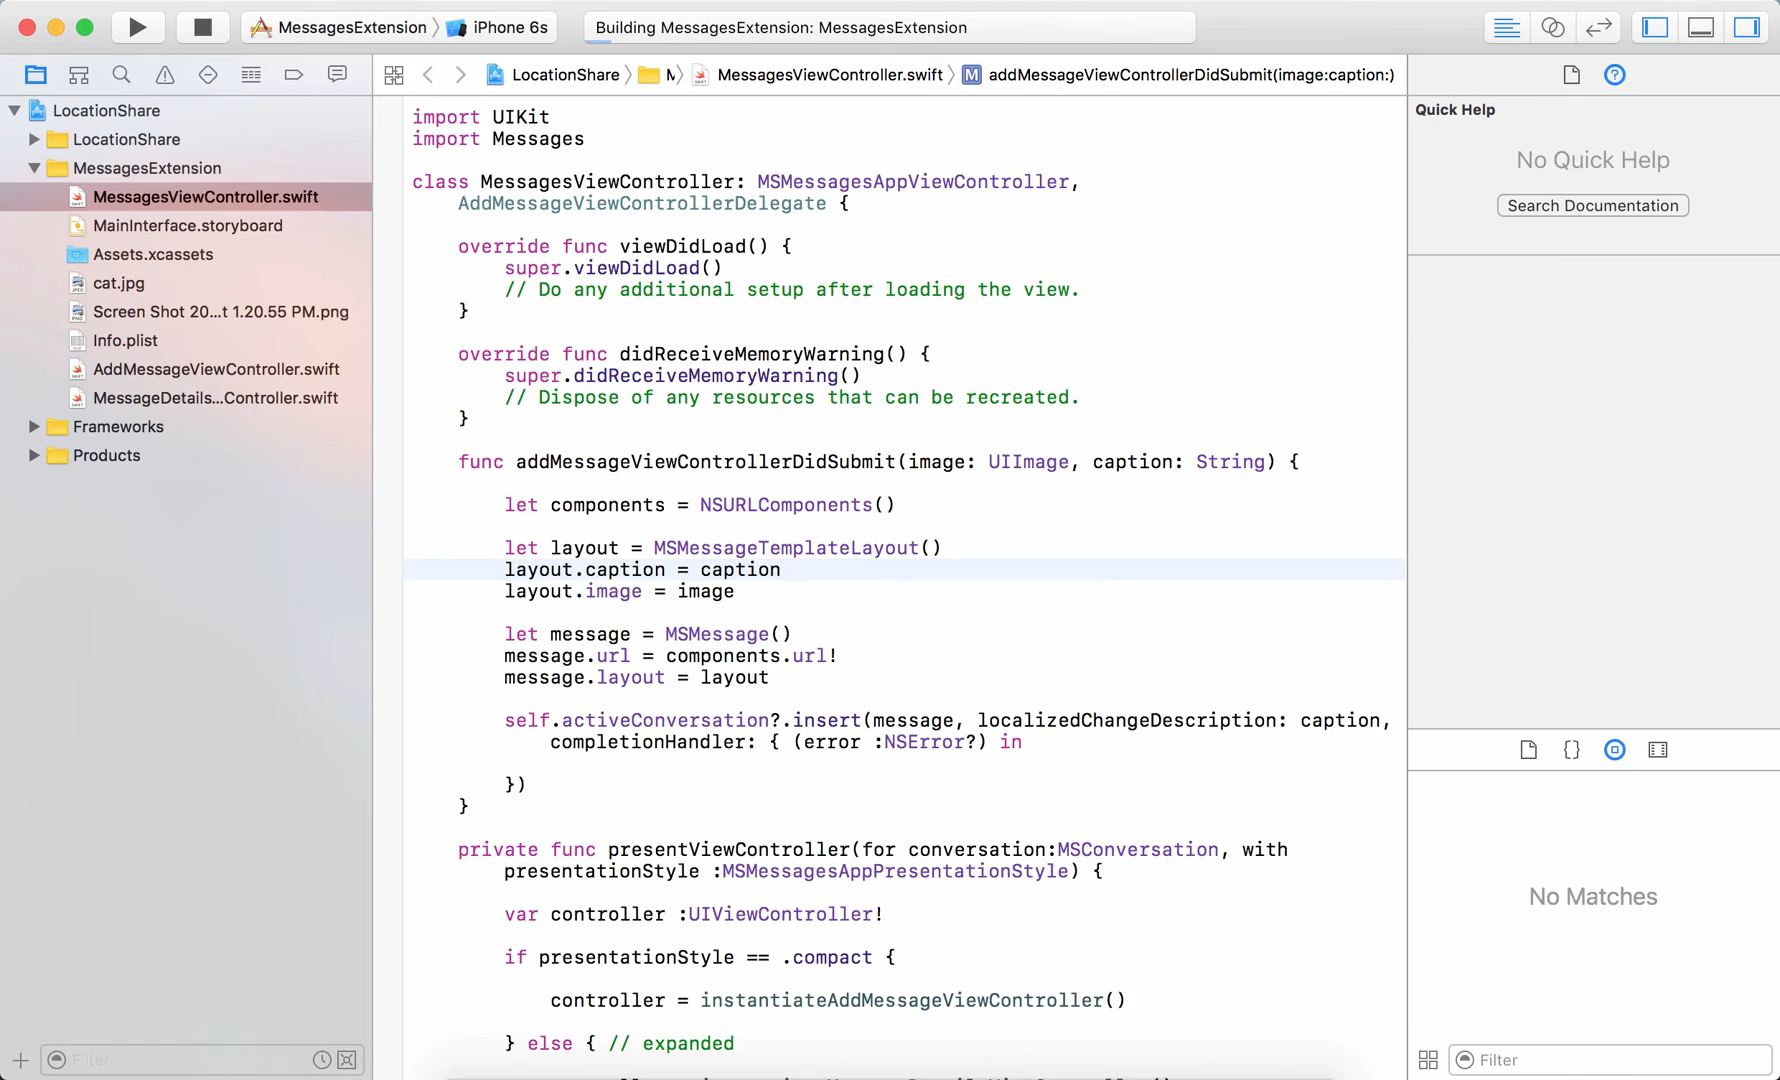 MessagesExtension
iPhone 6s
Building MessagesExtension: MessagesExtension
LocationShare
MessagesViewController.swift
M
addMessageViewControllerDidSubmit(image:caption:)
LocationShare
LocationShare
MessagesExtension
MessagesViewController.swift
MainInterface.storyboard
Assets.xcassets
cat.jpg
Screen Shot 20...t 1.20.55 PM.png
Info.plist
AddMessageViewController.swift
MessageDetails...Controller.swift
Frameworks
Products
Filter
import UIKit
import Messages
class MessagesViewController: MSMessagesAppViewController,
AddMessageViewControllerDelegate {
override func viewDidLoad() {
super.viewDidLoad()
// Do any additional setup after loading the view.
}
override func didReceiveMemoryWarning() {
super.didReceiveMemoryWarning()
// Dispose of any resources that can be recreated.
}
func addMessageViewControllerDidSubmit(image: UIImage, caption: String) {
let components = NSURLComponents()
let layout = MSMessageTemplateLayout()
layout.caption = caption
layout.image = image
let message = MSMessage()
message.url = components.url!
message.layout = layout
self.activeConversation?.insert(message, localizedChangeDescription: caption,
completionHandler: { (error :NSError?) in
})
}
private func presentViewController(for conversation:MSConversation, with
presentationStyle :MSMessagesAppPresentationStyle) {
var controller :UIViewController!
if presentationStyle == .compact {
controller = instantiateAddMessageViewController()
} else { // expanded
Quick Help
No Quick Help
Search Documentation
No Matches
Filter